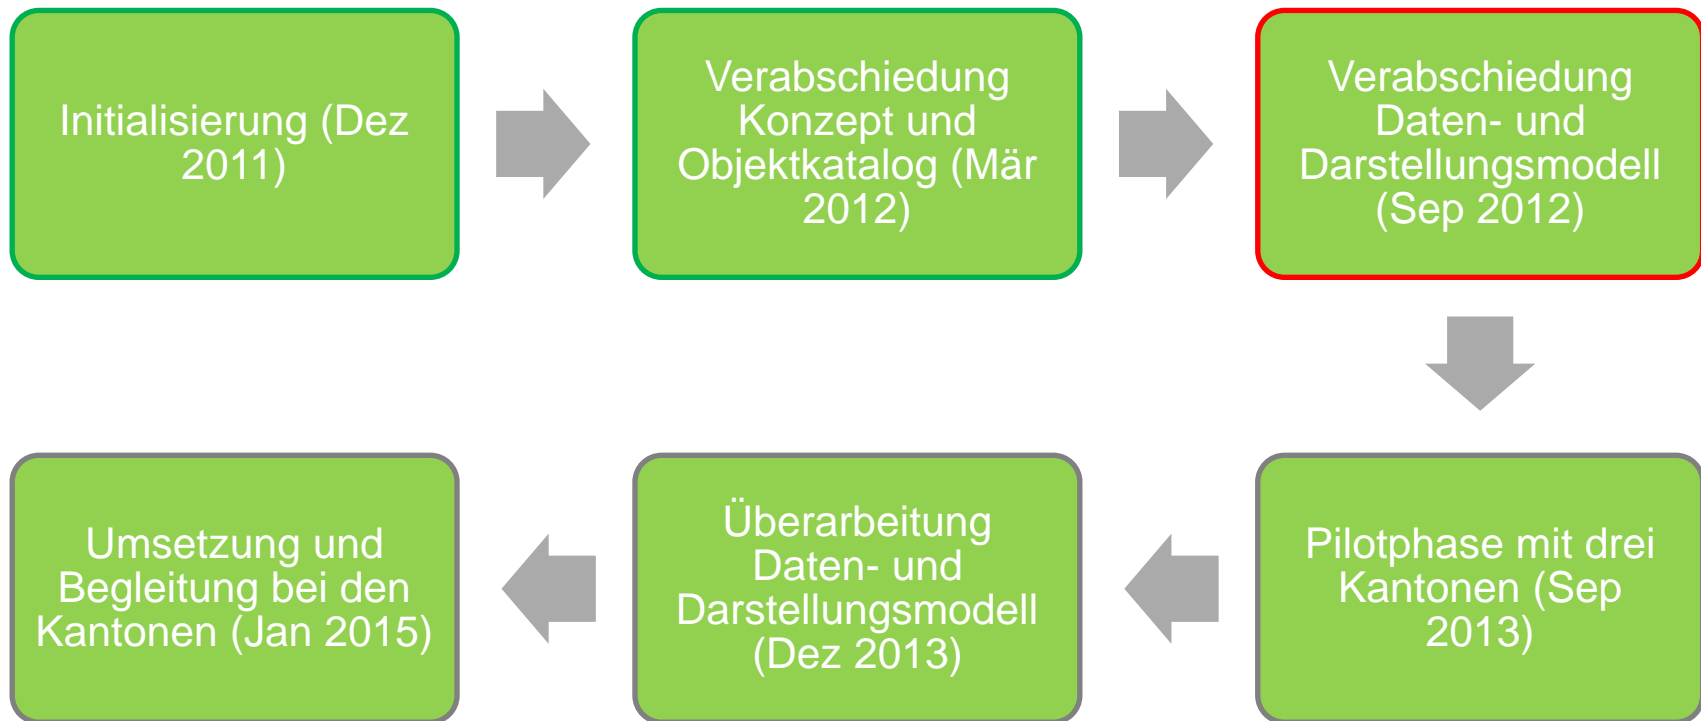 Initialisierung (Dez
2011)
Verabschiedung
Konzept und
Objektkatalog (Mär
2012)
Verabschiedung
Daten- und
Darstellungsmodell
(Sep 2012)
Pilotphase mit drei
Kantonen (Sep
2013)
Überarbeitung
Daten- und
Darstellungsmodell
(Dez 2013)
Umsetzung und
Begleitung bei den
Kantonen (Jan 2015)